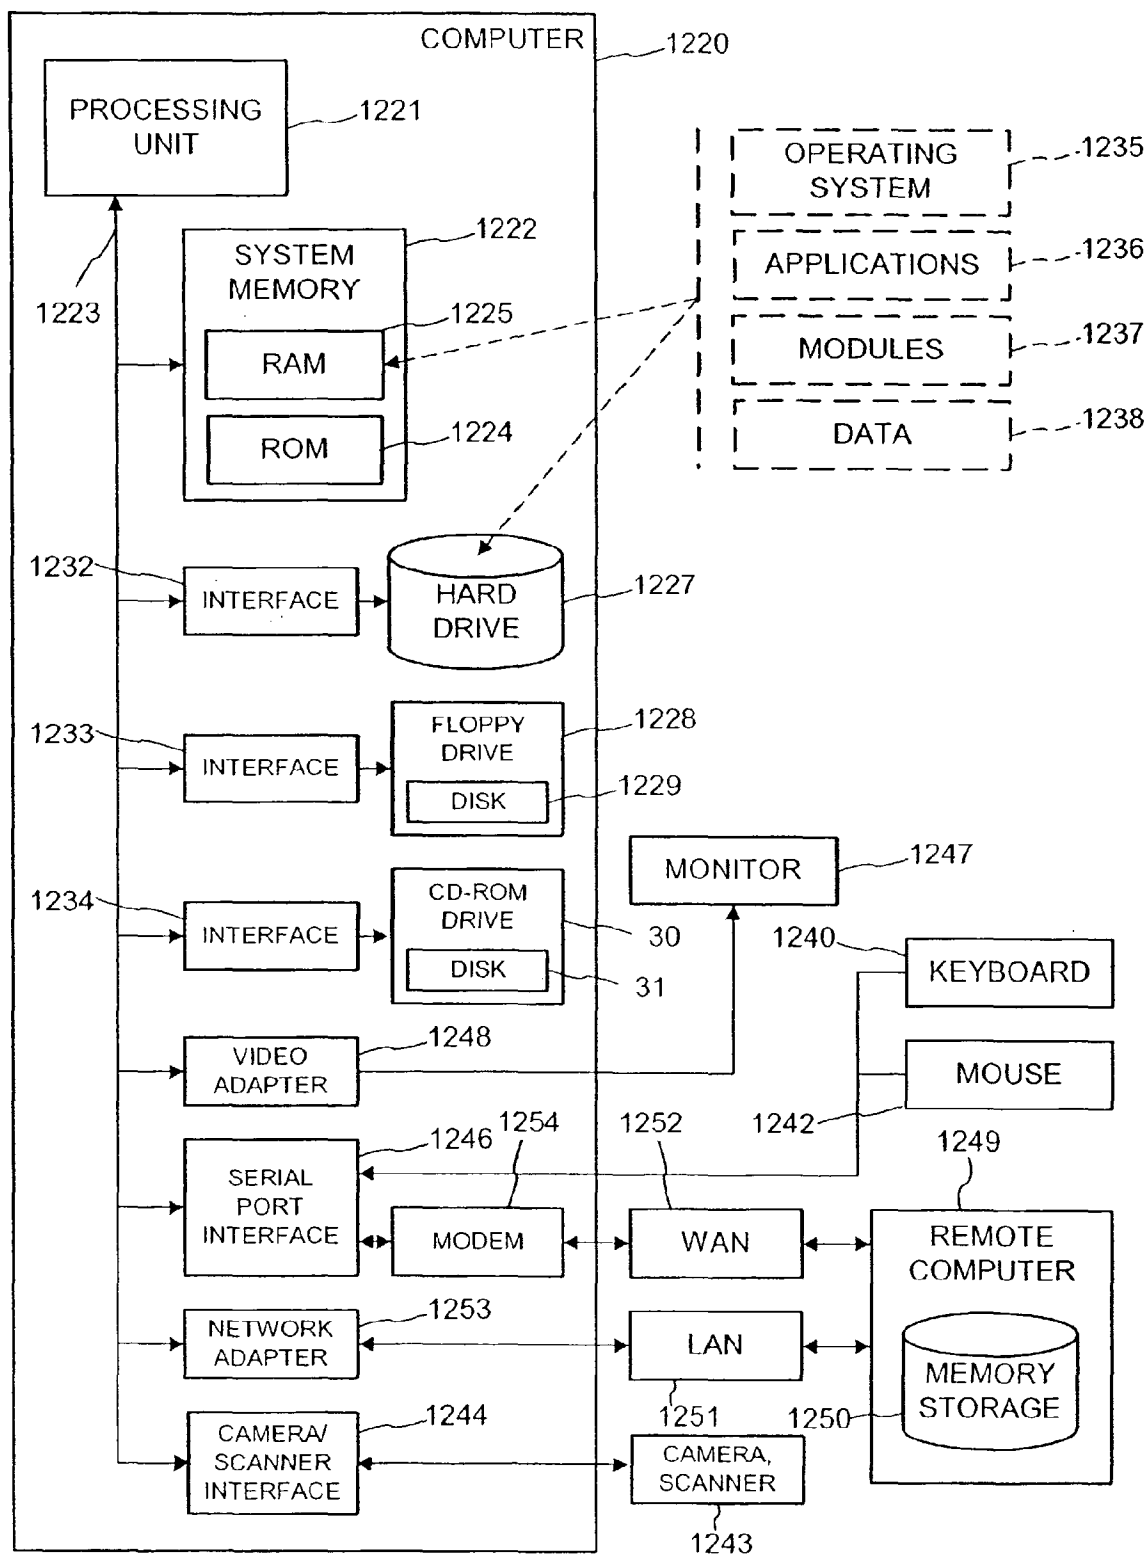 COMPUTER
1220
PROCESSING
UNIT
1221
1223
SYSTEM
MEMORY
1222
RAM
1225
ROM
1224
OPERATING
SYSTEM
1235
APPLICATIONS
1236
MODULES
1237
DATA
1238
1232
INTERFACE
HARD
DRIVE
1227
1233
INTERFACE
FLOPPY
DRIVE
1228
DISK
1229
1234
INTERFACE
CD-ROM
DRIVE
30
DISK
31
MONITOR
1247
1240
KEYBOARD
MOUSE
1242
VIDEO
ADAPTER
1248
SERIAL
PORT
INTERFACE
1246
1254
MODEM
1252
WAN
1249
REMOTE
COMPUTER
MEMORY
STORAGE
1250
NETWORK
ADAPTER
1253
LAN
1251
CAMERA/
SCANNER
INTERFACE
1244
CAMERA,
SCANNER
1243